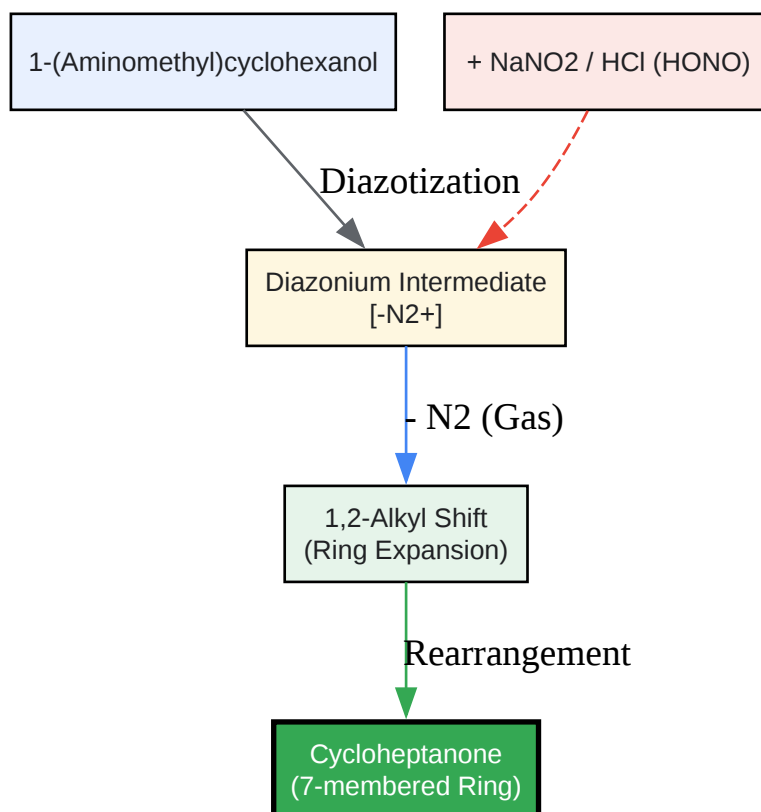 1-(Aminomethyl)cyclohexanol
+ NaNO2 / HCl (HONO)
Diazotization
Diazonium Intermediate
[-N2+]
- N2 (Gas)
1,2-Alkyl Shift
(Ring Expansion)
Rearrangement
Cycloheptanone
(7-membered Ring)